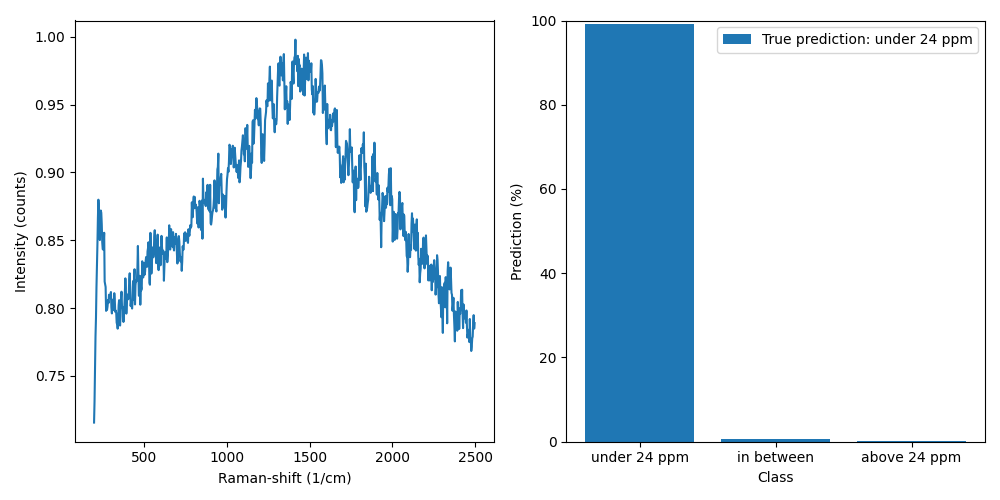 1.00
0.95
0.90
0.85
0.80
0.75
Intensity (counts)
500
1000
1500
2000
2500
Raman-shift (1/cm)
100
80
60
40
20
0
Prediction (%)
True prediction: under 24 ppm
under 24 ppm
in between
above 24 ppm
Class